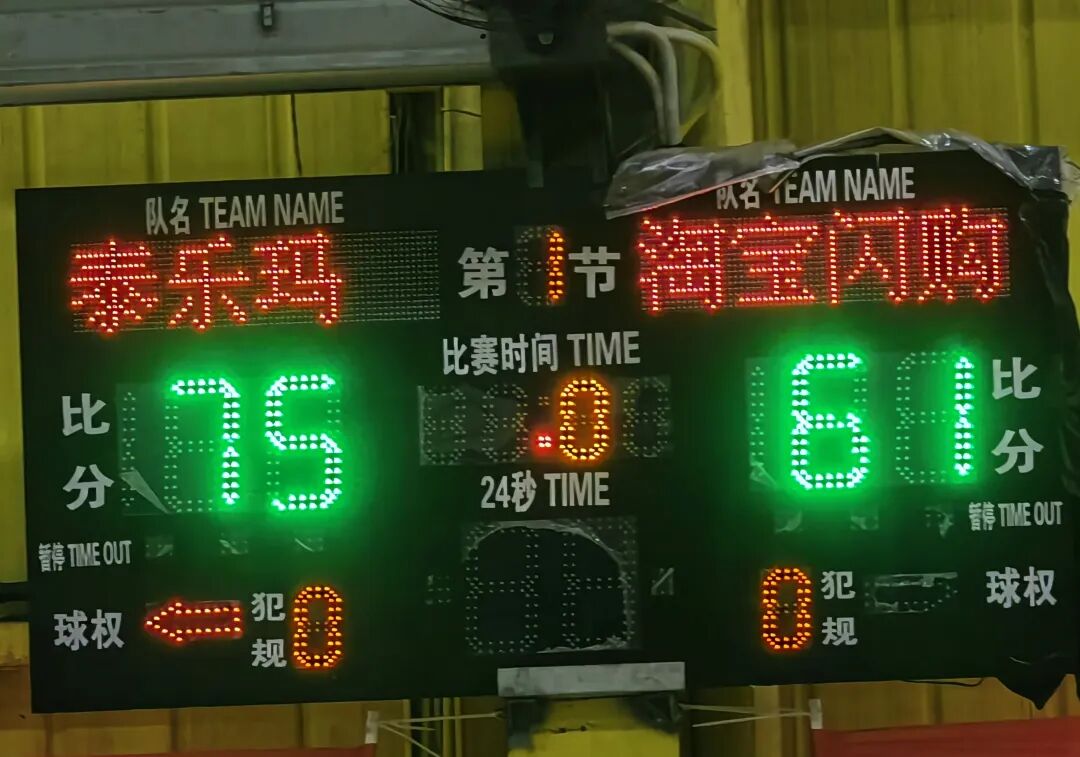 队名 TEAM NAME
泰乐玛
第1节
队名 TEAM NAME
淘宝闪购
比赛时间 TIME
比分
75
.0
61
比分
24秒 TIME
暂停 TIME OUT
暂停 TIME OUT
球权
犯规
0
0
犯规
球权